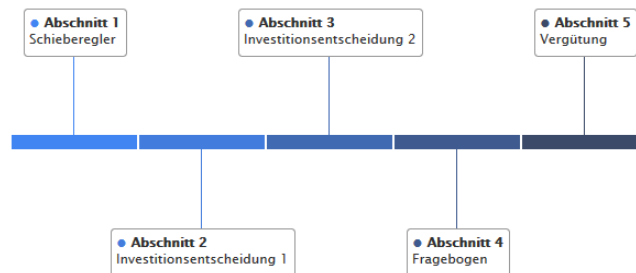 ● Abschnitt 1
Schieberegler
● Abschnitt 2
Investitionsentscheidung 1
● Abschnitt 3
Investitionsentscheidung 2
● Abschnitt 4
Fragebogen
● Abschnitt 5
Vergütung